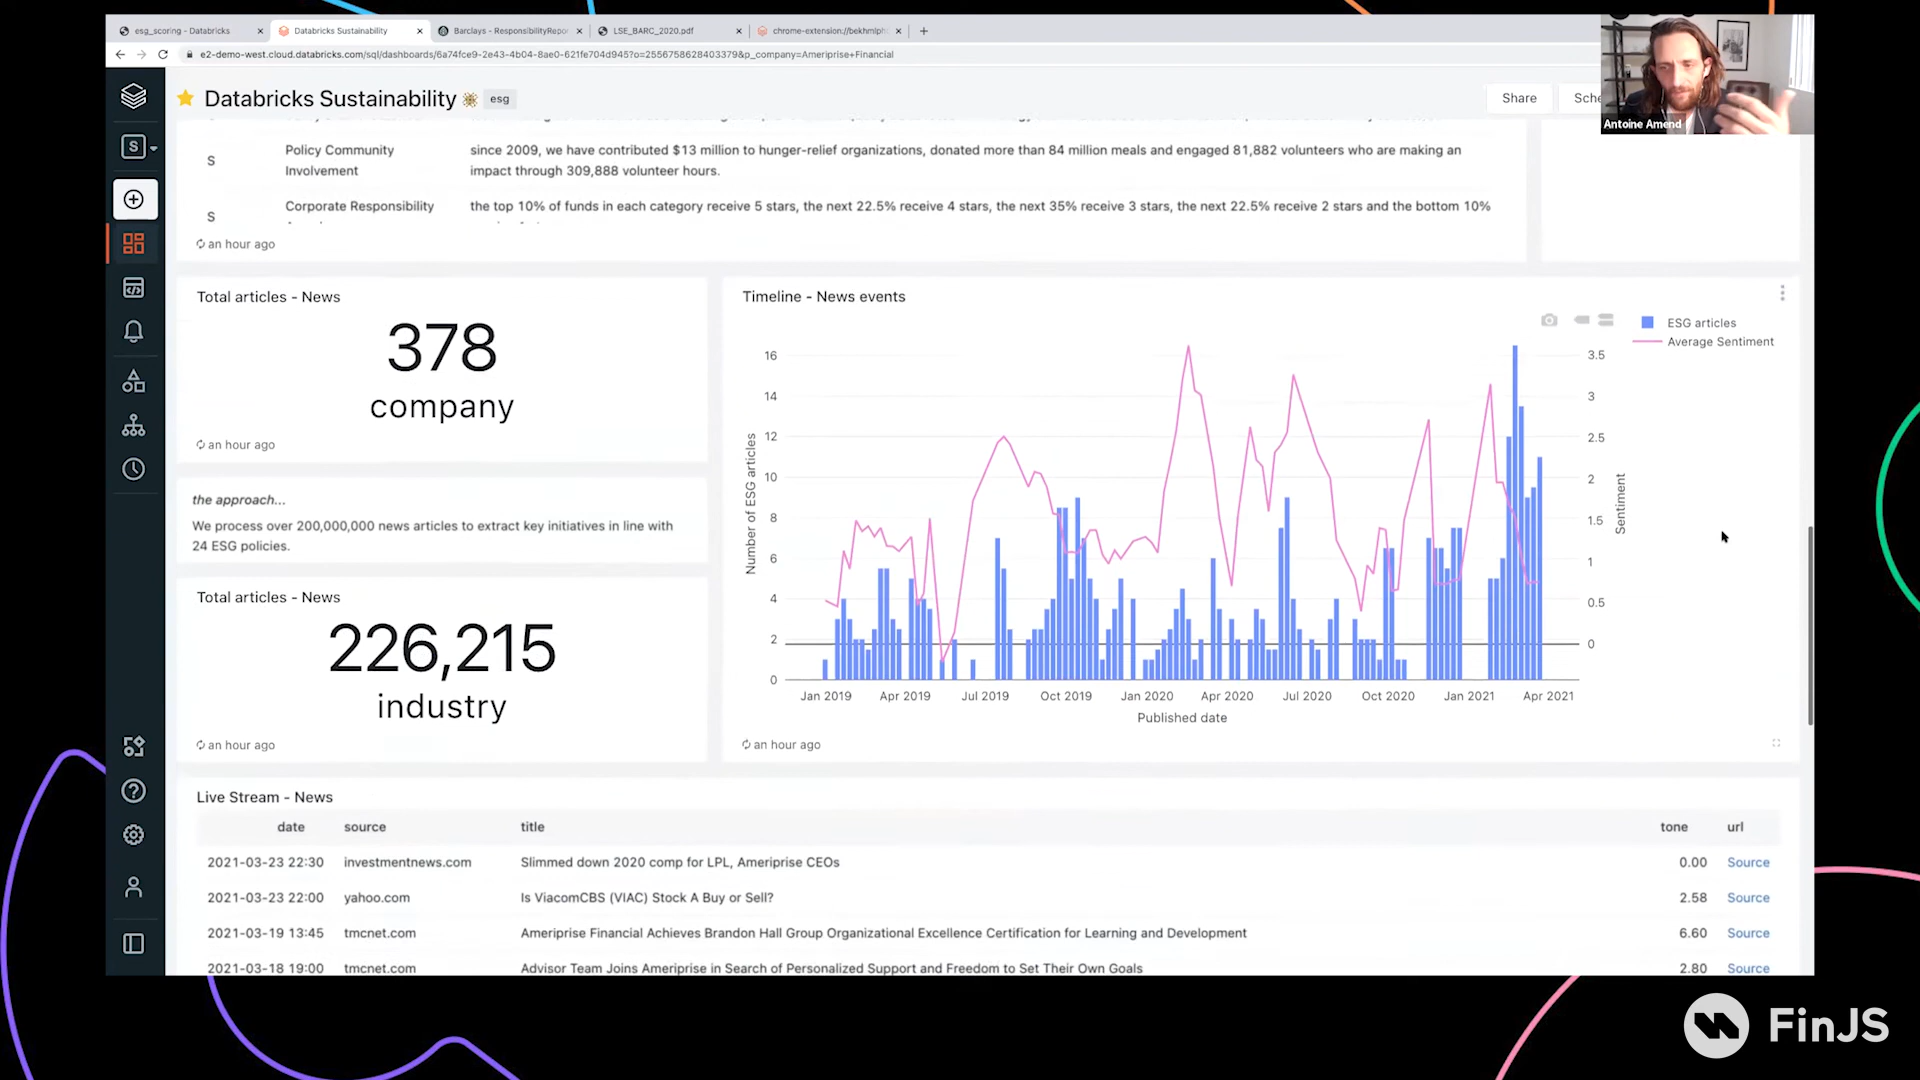 esg_scoring - Databricks
Databricks Sustainability
Barclays - ResponsibilityRepo
LSE_BARC_2020.pdf
chrome-extension://bekhmlph
e2-demo-west.cloud.databricks.com/sql/dashboards/6a74fce9-2e43-4b04-8ae0-621fe704d945?o=2556758628403379&p_company=Ameriprise+Financial
Databricks Sustainability
esg
Share
Sche
Antoine Amend
S
S
Policy Community
Involvement
since 2009, we have contributed $13 million to hunger-relief organizations, donated more than 84 million meals and engaged 81,882 volunteers who are making an
impact through 309,888 volunteer hours.
S
Corporate Responsibility
the top 10% of funds in each category receive 5 stars, the next 22.5% receive 4 stars, the next 35% receive 3 stars, the next 22.5% receive 2 stars and the bottom 10%
an hour ago
Total articles - News
378
company
an hour ago
the approach...
We process over 200,000,000 news articles to extract key initiatives in line with
24 ESG policies.
Total articles - News
226,215
industry
an hour ago
Timeline - News events
ESG articles
Average Sentiment
Number of ESG articles
16
14
12
10
8
6
4
2
0
3.5
3
2.5
2
1.5
1
0.5
0
Sentiment
Jan 2019
Apr 2019
Jul 2019
Oct 2019
Jan 2020
Apr 2020
Jul 2020
Oct 2020
Jan 2021
Apr 2021
Published date
an hour ago
Live Stream - News
date source title tone url
2021-03-23 22:30 investmentnews.com Slimmed down 2020 comp for LPL, Ameriprise CEOs 0.00 Source
2021-03-23 22:00 yahoo.com Is ViacomCBS (VIAC) Stock A Buy or Sell? 2.58 Source
2021-03-19 13:45 tmcnet.com Ameriprise Financial Achieves Brandon Hall Group Organizational Excellence Certification for Learning and Development 6.60 Source
2021-03-18 19:00 tmcnet.com Advisor Team Joins Ameriprise in Search of Personalized Support and Freedom to Set Their Own Goals 2.80 Source
FinJS